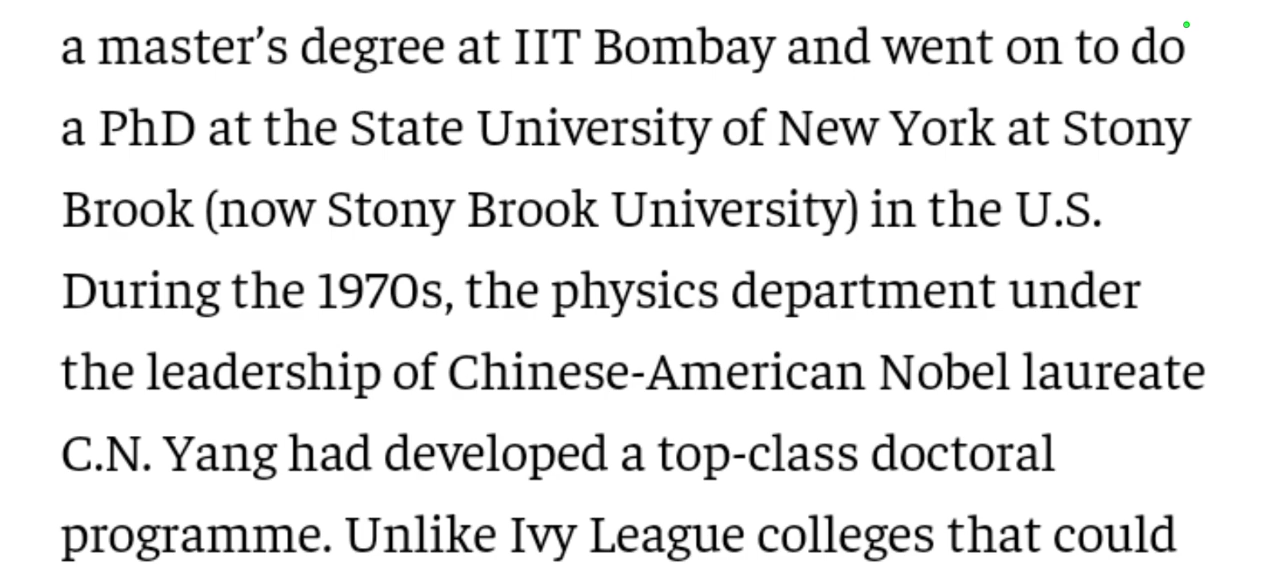 a master’s degree at IIT Bombay and went on to do
a PhD at the State University of New York at Stony
Brook (now Stony Brook University) in the U.S.
During the 1970s, the physics department under
the leadership of Chinese-American Nobel laureate
C.N. Yang had developed a top-class doctoral
programme. Unlike Ivy League colleges that could